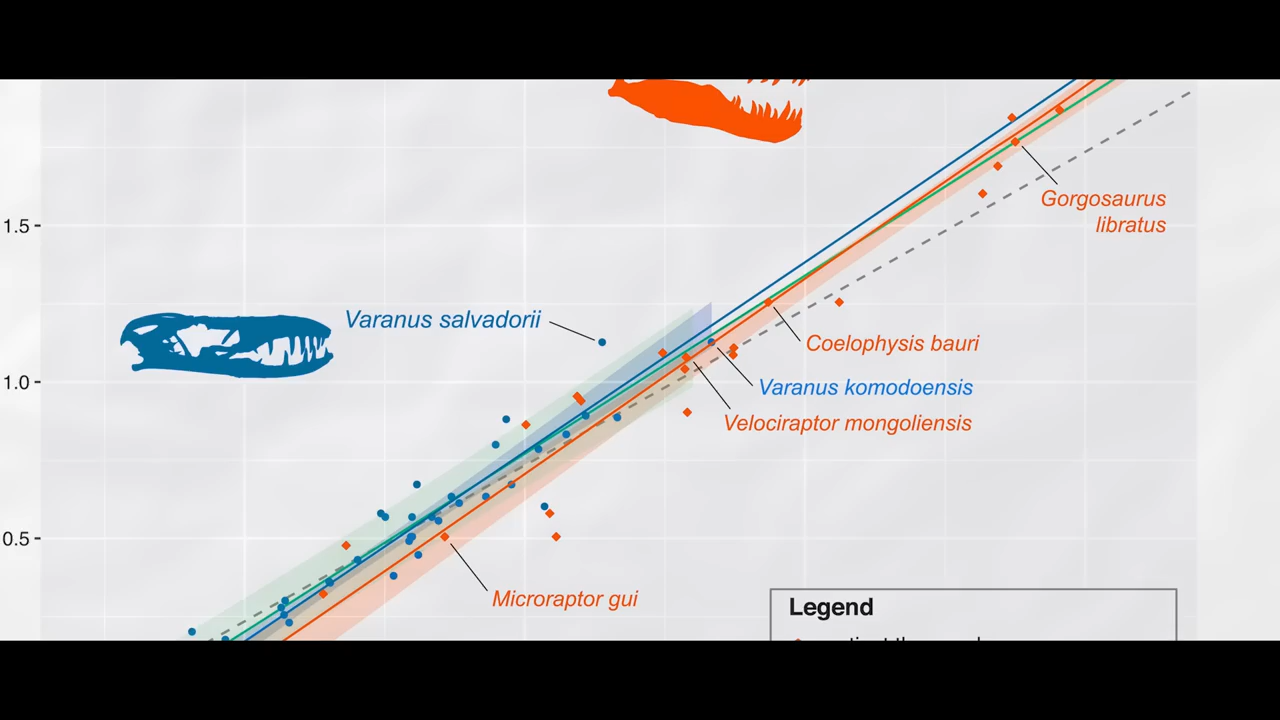 1.5
Gorgosaurus
libratus
Varanus salvadorii
Coelophysis bauri
1.0
Varanus komodoensis
Velociraptor mongoliensis
0.5
Microraptor gui
Legend